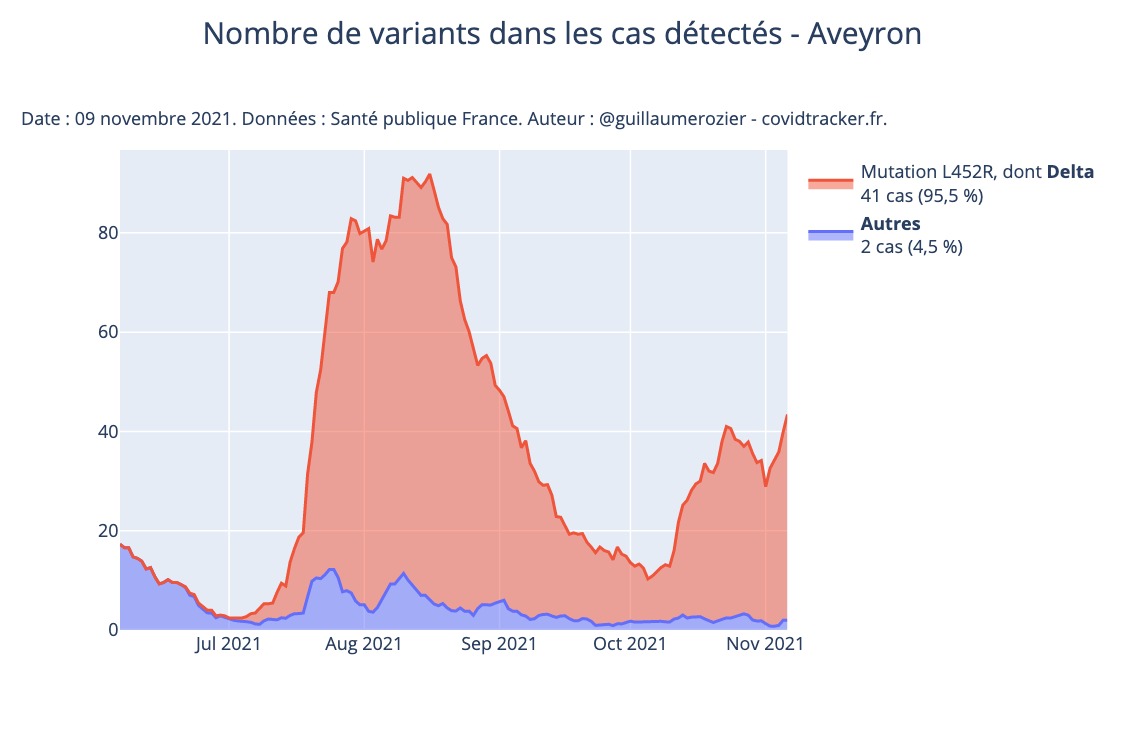 Nombre de variants dans les cas détectés - Aveyron
Date : 09 novembre 2021. Données : Santé publique France. Auteur : @guillaumerozier - covidtracker.fr.
Mutation L452R, dont Delta
41 cas (95,5 %)
Autres
2 cas (4,5 %)
80
60
40
20
0
Jul 2021
Aug 2021
Sep 2021
Oct 2021
Nov 2021